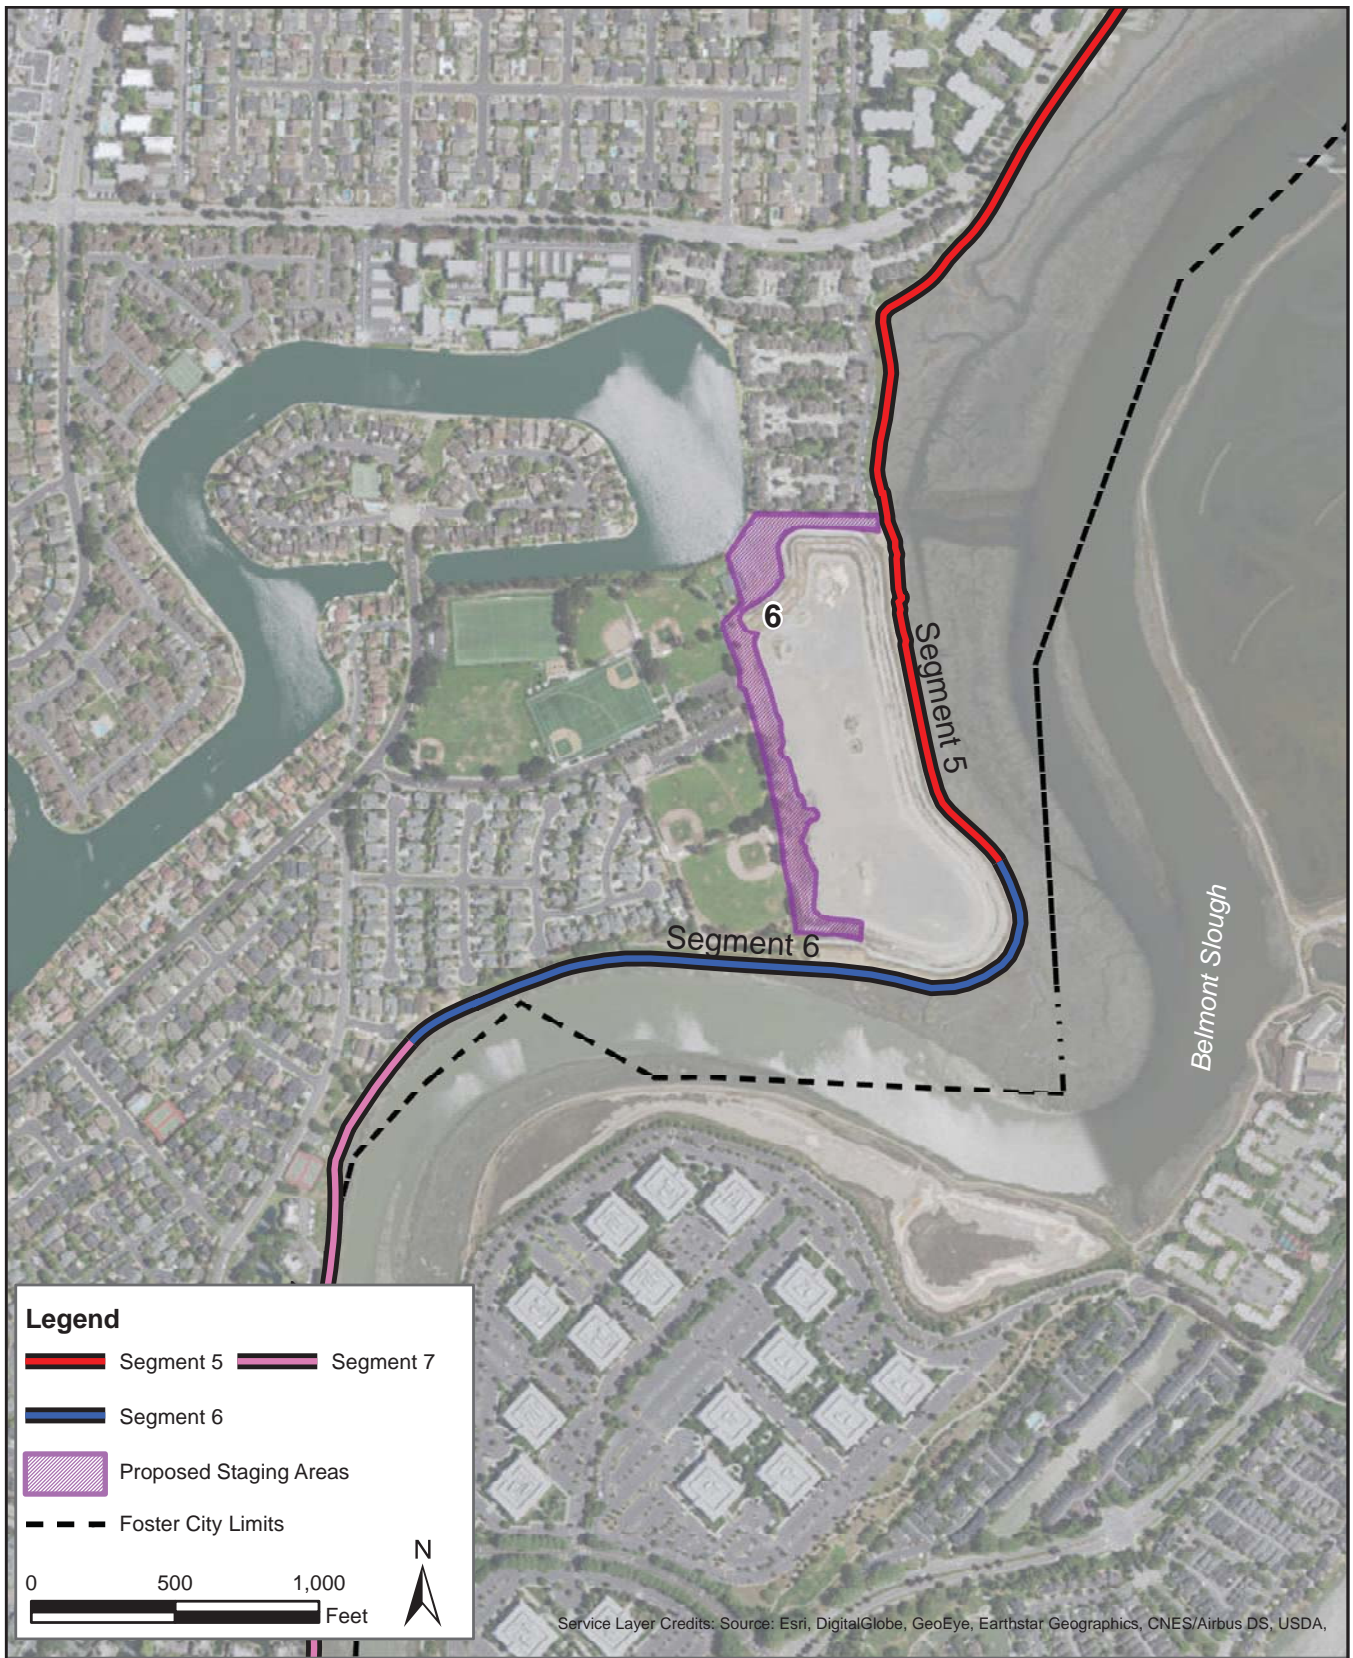 6
Segment 5
Segment 6
Belmont Slough
Legend
Segment 5
Segment 7
Segment 6
Proposed Staging Areas
Foster City Limits
N
0 500 1,000
Feet
Service Layer Credits: Source: Esri, DigitalGlobe, GeoEye, Earthstar Geographics, CNES/Airbus DS, USDA,